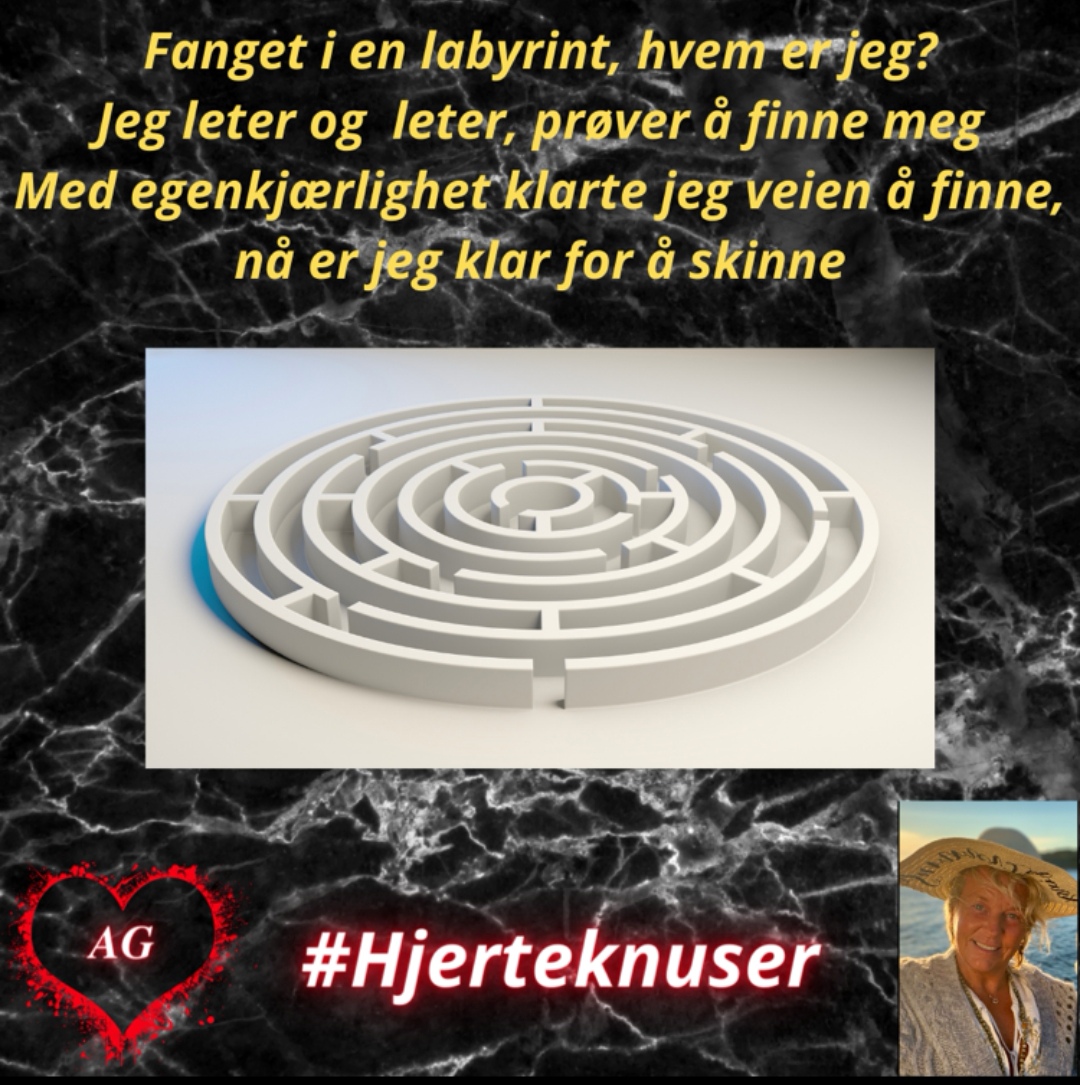 Fanget i en labyrint, hvem er jeg?
Jeg leter og  leter, prøver å finne meg
Med egenkjærlighet klarte jeg veien å finne,
nå er jeg klar for å skinne
AG
#Hjerteknuser